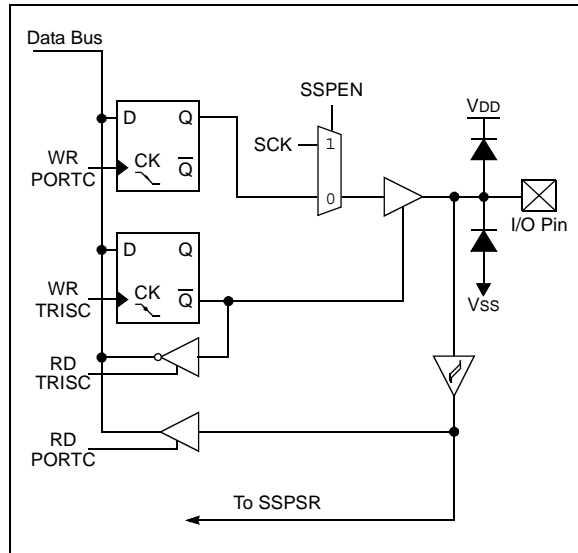 Data Bus
SSPEN
VDD
D Q
SCK 1
WR
PORTC
CK Q
0
I/O Pin
D Q
VSS
WR
TRISC
CK Q
RD
TRISC
RD
PORTC
To SSPSR